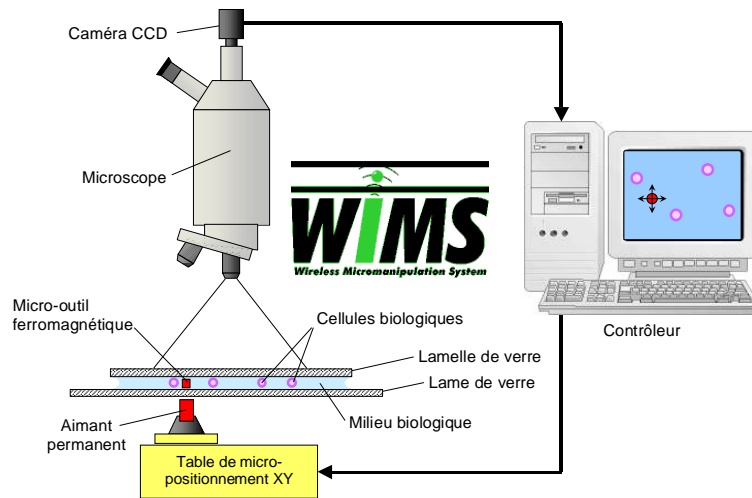 Caméra CCD
Microscope
WiMS
Wireless Micromanipulation System
Micro-outil
ferromagnétique
Cellules biologiques
Contrôleur
Lamelle de verre
Lame de verre
Milieu biologique
Aimant
permanent
Table de micro-
positionnement XY